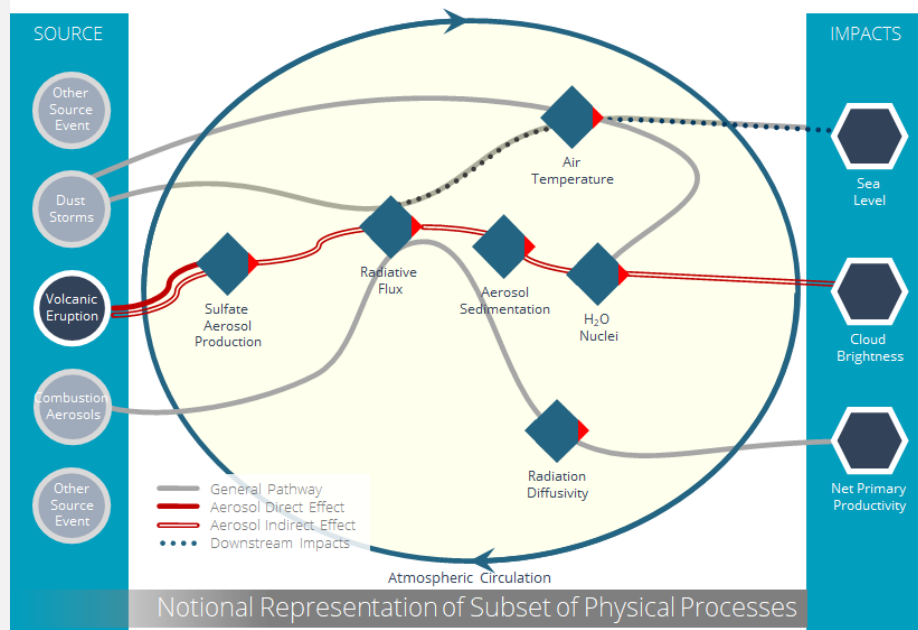 SOURCE
Other
Source
Event
Dust
Storms
Volcanic
Eruption
Combustion
Aerosols
Other
Source
Event
Air
Temperature
Radiative
Flux
Sulfate
Aerosol
Production
Aerosol
Sedimentation
H₂O
Nuclei
Radiation
Diffusivity
General Pathway
Aerosol Direct Effect
Aerosol Indirect Effect
Downstream Impacts
Atmospheric Circulation
IMPACTS
Sea
Level
Cloud
Brightness
Net Primary
Productivity
Notional Representation of Subset of Physical Processes